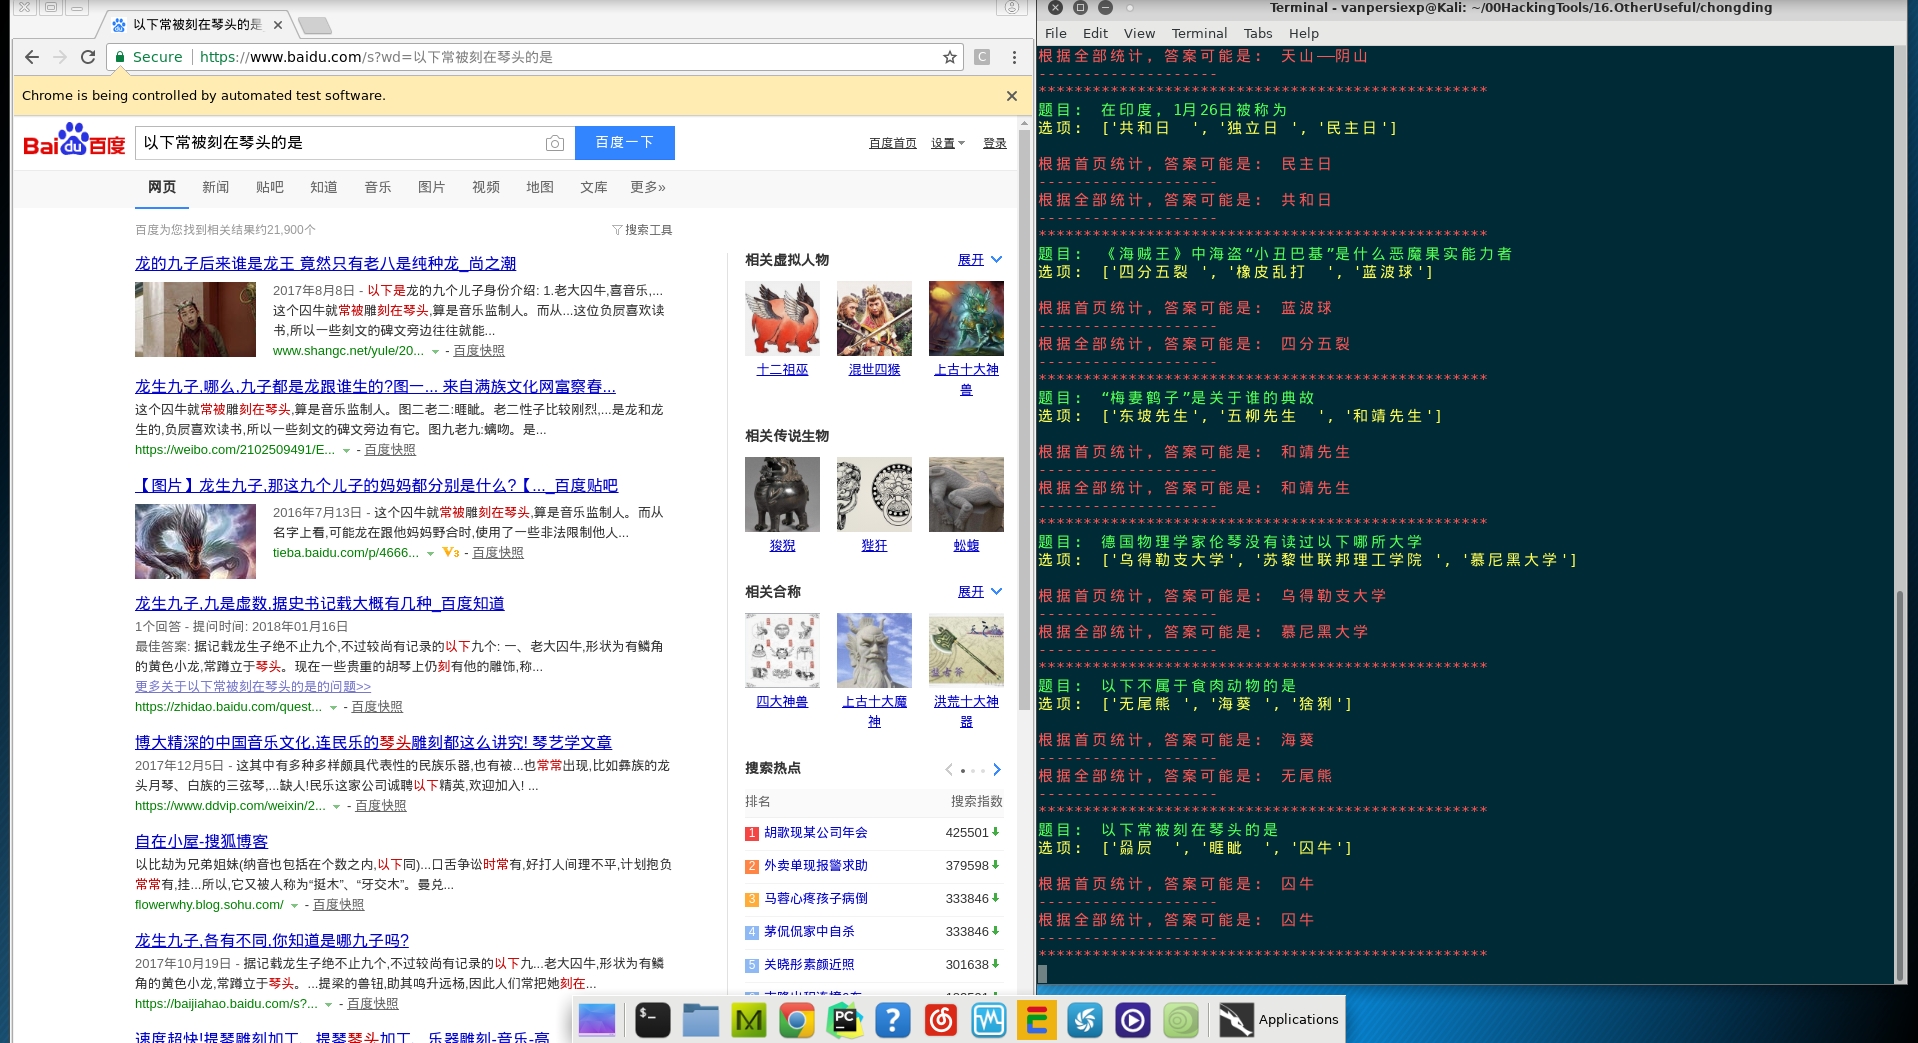 以下常被刻在琴头的是
Secure
https://www.baidu.com/s?wd=以下常被刻在琴头的是
C
Chrome is being controlled by automated test software.
Bai du 百度
以下常被刻在琴头的是
百度一下
百度首页 设置 登录
网页 新闻 贴吧 知道 音乐 图片 视频 地图 文库 更多»
百度为您找到相关结果约21,900个
搜索工具
龙的九子后来谁是龙王 竟然只有老八是纯种龙_尚之潮
2017年8月8日 - 以下是龙的九个儿子身份介绍: 1.老大囚牛,喜音乐,...
这个囚牛就常被雕刻在琴头,算是音乐监制人。而从...这位负屃喜欢读
书,所以一些刻文的碑文旁边往往就能...
www.shangc.net/yule/20... - 百度快照
龙生九子,哪么,九子都是龙跟谁生的?图一... 来自满族文化网富察春...
这个囚牛就常被雕刻在琴头,算是音乐监制人。图二老二:睚眦。老二性子比较刚烈,...是龙和龙
生的,负屃喜欢读书,所以一些刻文的碑文旁边有它。图九老九:螭吻。是...
https://weibo.com/2102509491/E... - 百度快照
【图片】龙生九子,那这九个儿子的妈妈都分别是什么?【..._百度贴吧
2016年7月13日 - 这个囚牛就常被雕刻在琴头,算是音乐监制人。而从
名字上看,可能龙在跟他妈妈野合时,使用了一些非法限制他人...
tieba.baidu.com/p/4666... V3 - 百度快照
龙生九子,九是虚数,据史书记载大概有几种_百度知道
1个回答 - 提问时间: 2018年01月16日
最佳答案: 据记载龙生子绝不止九个,不过较尚有记录的以下九个: 一、老大囚牛,形状为有鳞角
的黄色小龙,常蹲立于琴头。现在一些贵重的胡琴上仍刻有他的雕饰,称...
更多关于以下常被刻在琴头的是的问题>>
https://zhidao.baidu.com/quest... - 百度快照
博大精深的中国音乐文化,连民乐的琴头雕刻都这么讲究! 琴艺学文章
2017年12月5日 - 这其中有多种多样颇具代表性的民族乐器,也有被...也常常出现,比如彝族的龙
头月琴、白族的三弦琴,...缺人!民乐这家公司诚聘以下精英,欢迎加入! ...
https://www.ddvip.com/weixin/2... - 百度快照
自在小屋-搜狐博客
以比劫为兄弟姐妹(纳音也包括在个数之内,以下同)...口舌争讼时常有,好打人间理不平,计划抱负
常常有,挂...所以,它又被人称为“挺木”、“牙交木”。曼兑...
flowerwhy.blog.sohu.com/ - 百度快照
龙生九子,各有不同,你知道是哪九子吗?
2017年10月19日 - 据记载龙生子绝不止九个,不过较尚有记录的以下九...老大囚牛,形状为有鳞
角的黄色小龙,常蹲立于琴头。...提梁的兽钮,助其鸣升远杨,因此人们常把她刻在...
https://baijiahao.baidu.com/s?... - 百度快照
速度超快!提琴雕刻加工、提琴琴头加工、乐器雕刻-音乐-高
相关虚拟人物 展开
十二祖巫 混世四猴 上古十大神兽
相关传说生物
狻猊 狴犴 蚣蝮
相关合称 展开
四大神兽 上古十大魔神 洪荒十大神器
搜索热点
排名 搜索指数
1 胡歌现某公司年会 425501
2 外卖单现报警求助 379598
3 马蓉心疼孩子病倒 333846
4 茅侃侃家中自杀 333846
5 关晓彤素颜近照 301638
Terminal - vanpersiexp@Kali: ~/00HackingTools/16.OtherUseful/chongding
File Edit View Terminal Tabs Help
根据全部统计, 答案可能是: 天山——阴山
--------------------
**************************************************
题目: 在印度, 1月26日被称为
选项: ['共和日 ', '独立日 ', '民主日']
根据首页统计, 答案可能是: 民主日
--------------------
根据全部统计, 答案可能是: 共和日
--------------------
**************************************************
题目: 《海贼王》中海盗“小丑巴基”是什么恶魔果实能力者
选项: ['四分五裂 ', '橡皮乱打 ', '蓝波球']
根据首页统计, 答案可能是: 蓝波球
--------------------
根据全部统计, 答案可能是: 四分五裂
--------------------
**************************************************
题目: “梅妻鹤子”是关于谁的典故
选项: ['东坡先生', '五柳先生 ', '和靖先生']
根据首页统计, 答案可能是: 和靖先生
--------------------
根据全部统计, 答案可能是: 和靖先生
--------------------
**************************************************
题目: 德国物理学家伦琴没有读过以下哪所大学
选项: ['乌得勒支大学', '苏黎世联邦理工学院 ', '慕尼黑大学']
根据首页统计, 答案可能是: 乌得勒支大学
--------------------
根据全部统计, 答案可能是: 慕尼黑大学
--------------------
**************************************************
题目: 以下不属于食肉动物的是
选项: ['无尾熊 ', '海葵 ', '猞猁']
根据首页统计, 答案可能是: 海葵
--------------------
根据全部统计, 答案可能是: 无尾熊
--------------------
**************************************************
题目: 以下常被刻在琴头的是
选项: ['赑屃 ', '睚眦 ', '囚牛']
根据首页统计, 答案可能是: 囚牛
--------------------
根据全部统计, 答案可能是: 囚牛
--------------------
**************************************************
$_ M PC ? E Applications